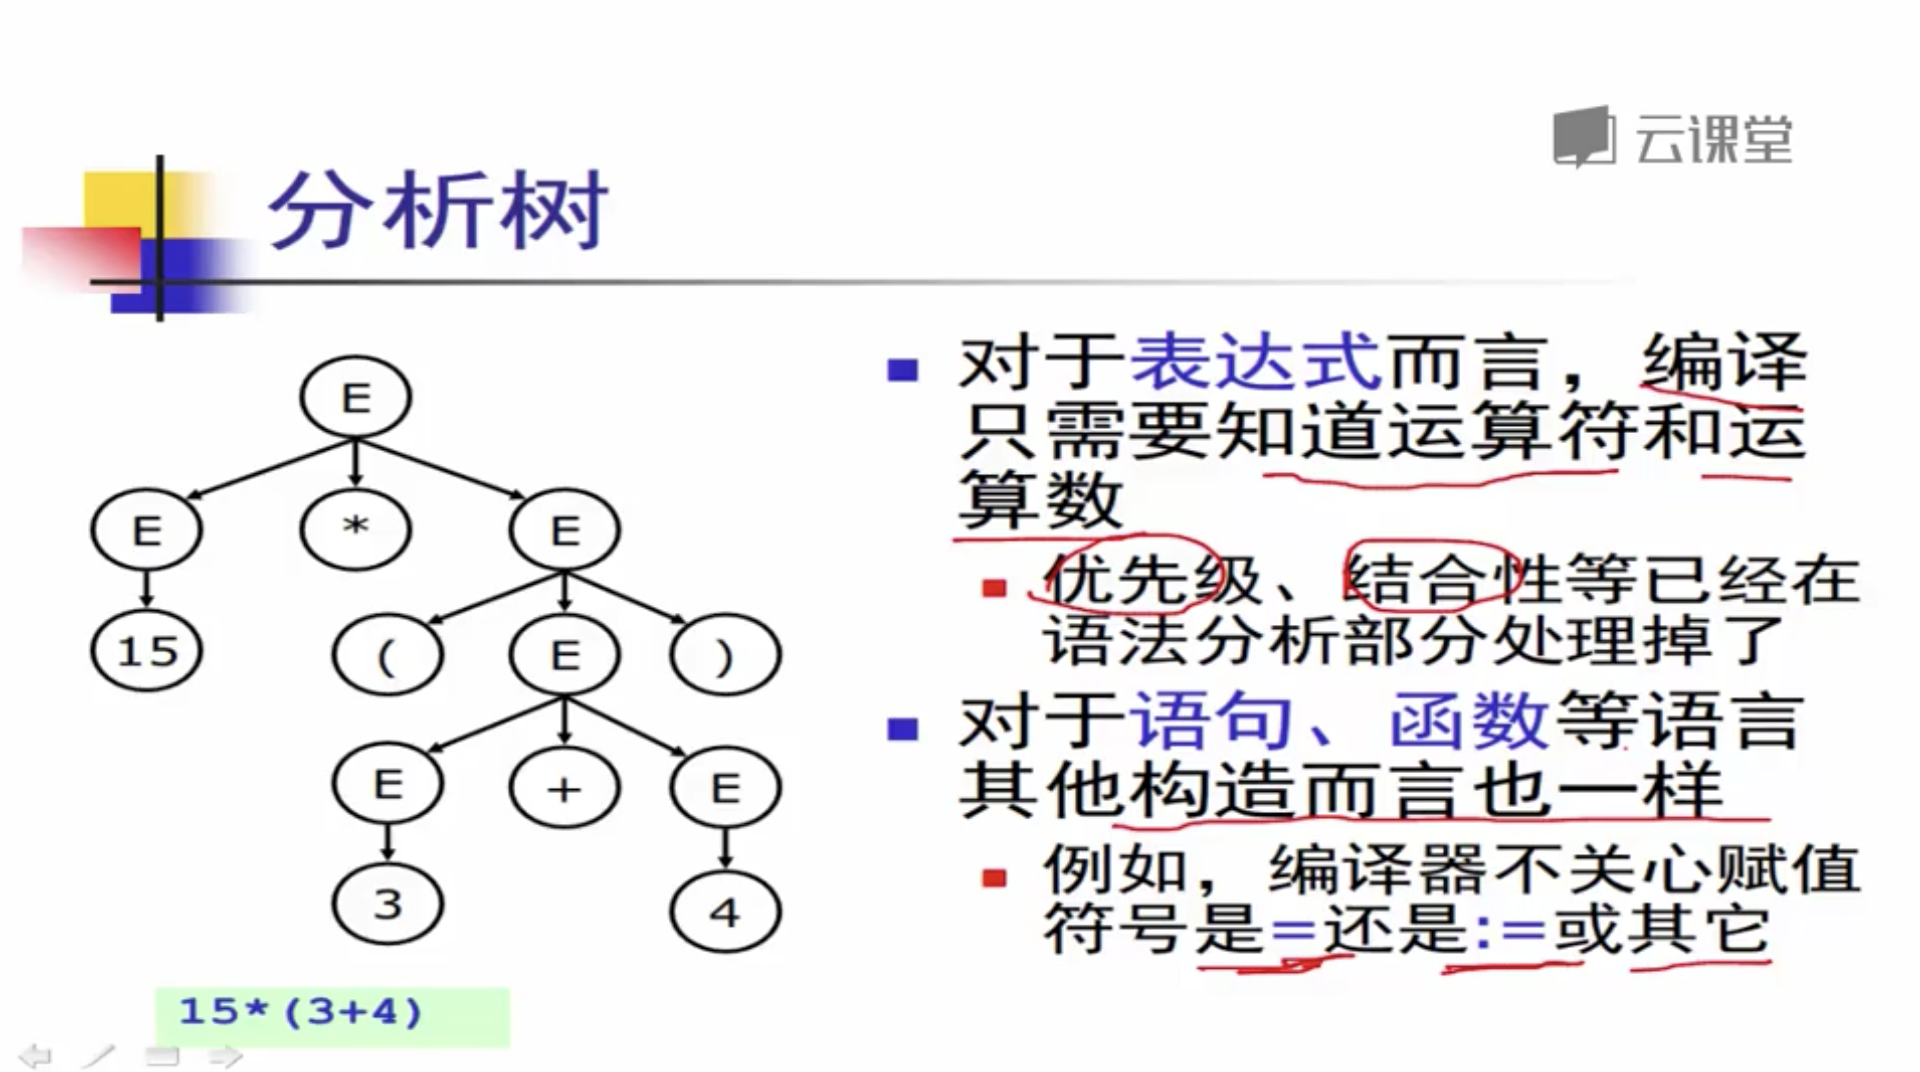 云课堂
分析树
E
E * E
15 ( E )
E + E
3 4
15*(3+4)
对于表达式而言，编译
只需要知道运算符和运
算数
优先级、结合性等已经在
语法分析部分处理掉了
对于语句、函数等语言
其他构造而言也一样
例如，编译器不关心赋值
符号是=还是:=或其它